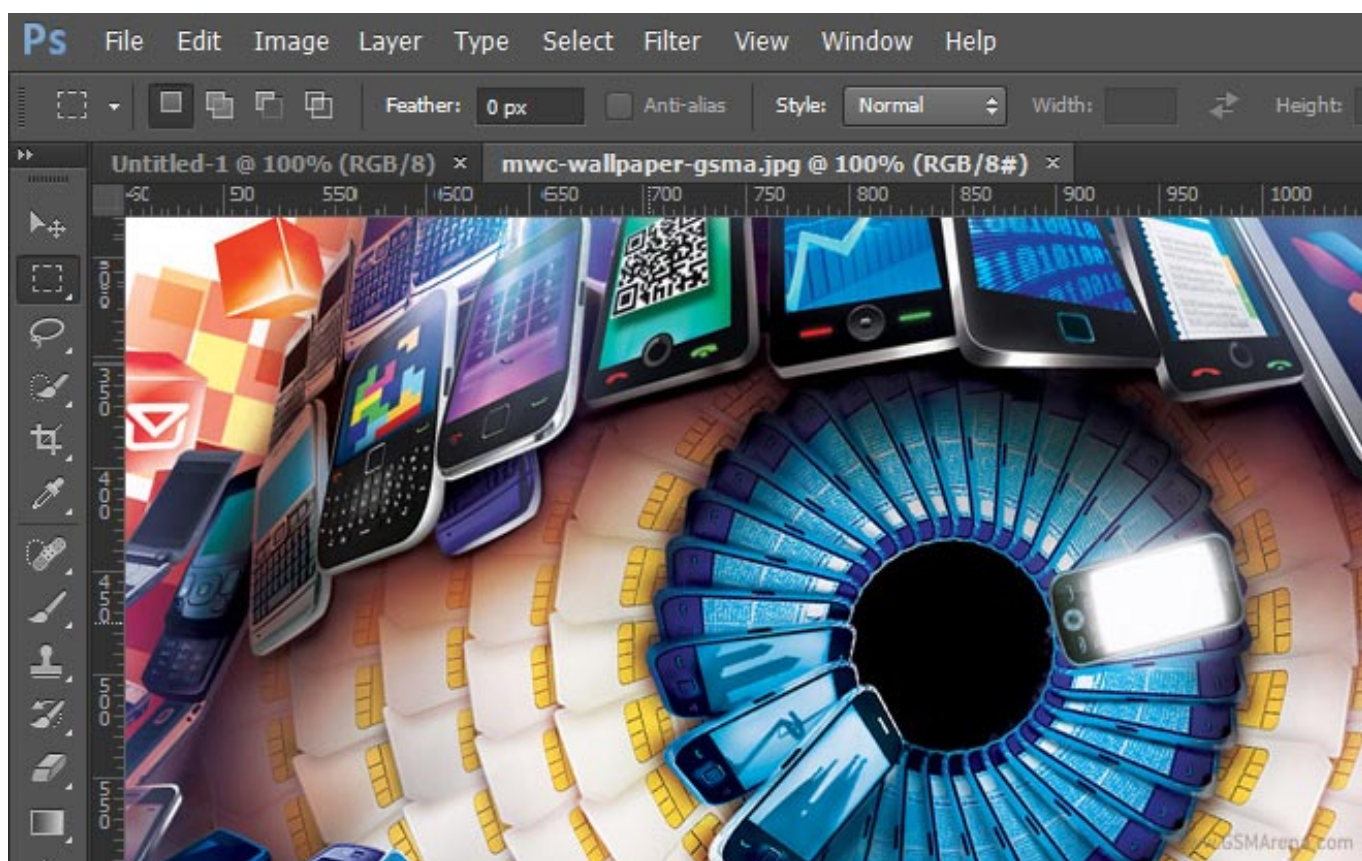 Ps File Edit Image Layer Type Select Filter View Window Help
Feather: 0 px Anti-alias Style: Normal Width: Height:
Untitled-1 @ 100% (RGB/8) × mwc-wallpaper-gsma.jpg @ 100% (RGB/8#) ×
550 600 650 700 750 800 850 900 950 1000
300
350
400
450
500
550
GSMArena.com